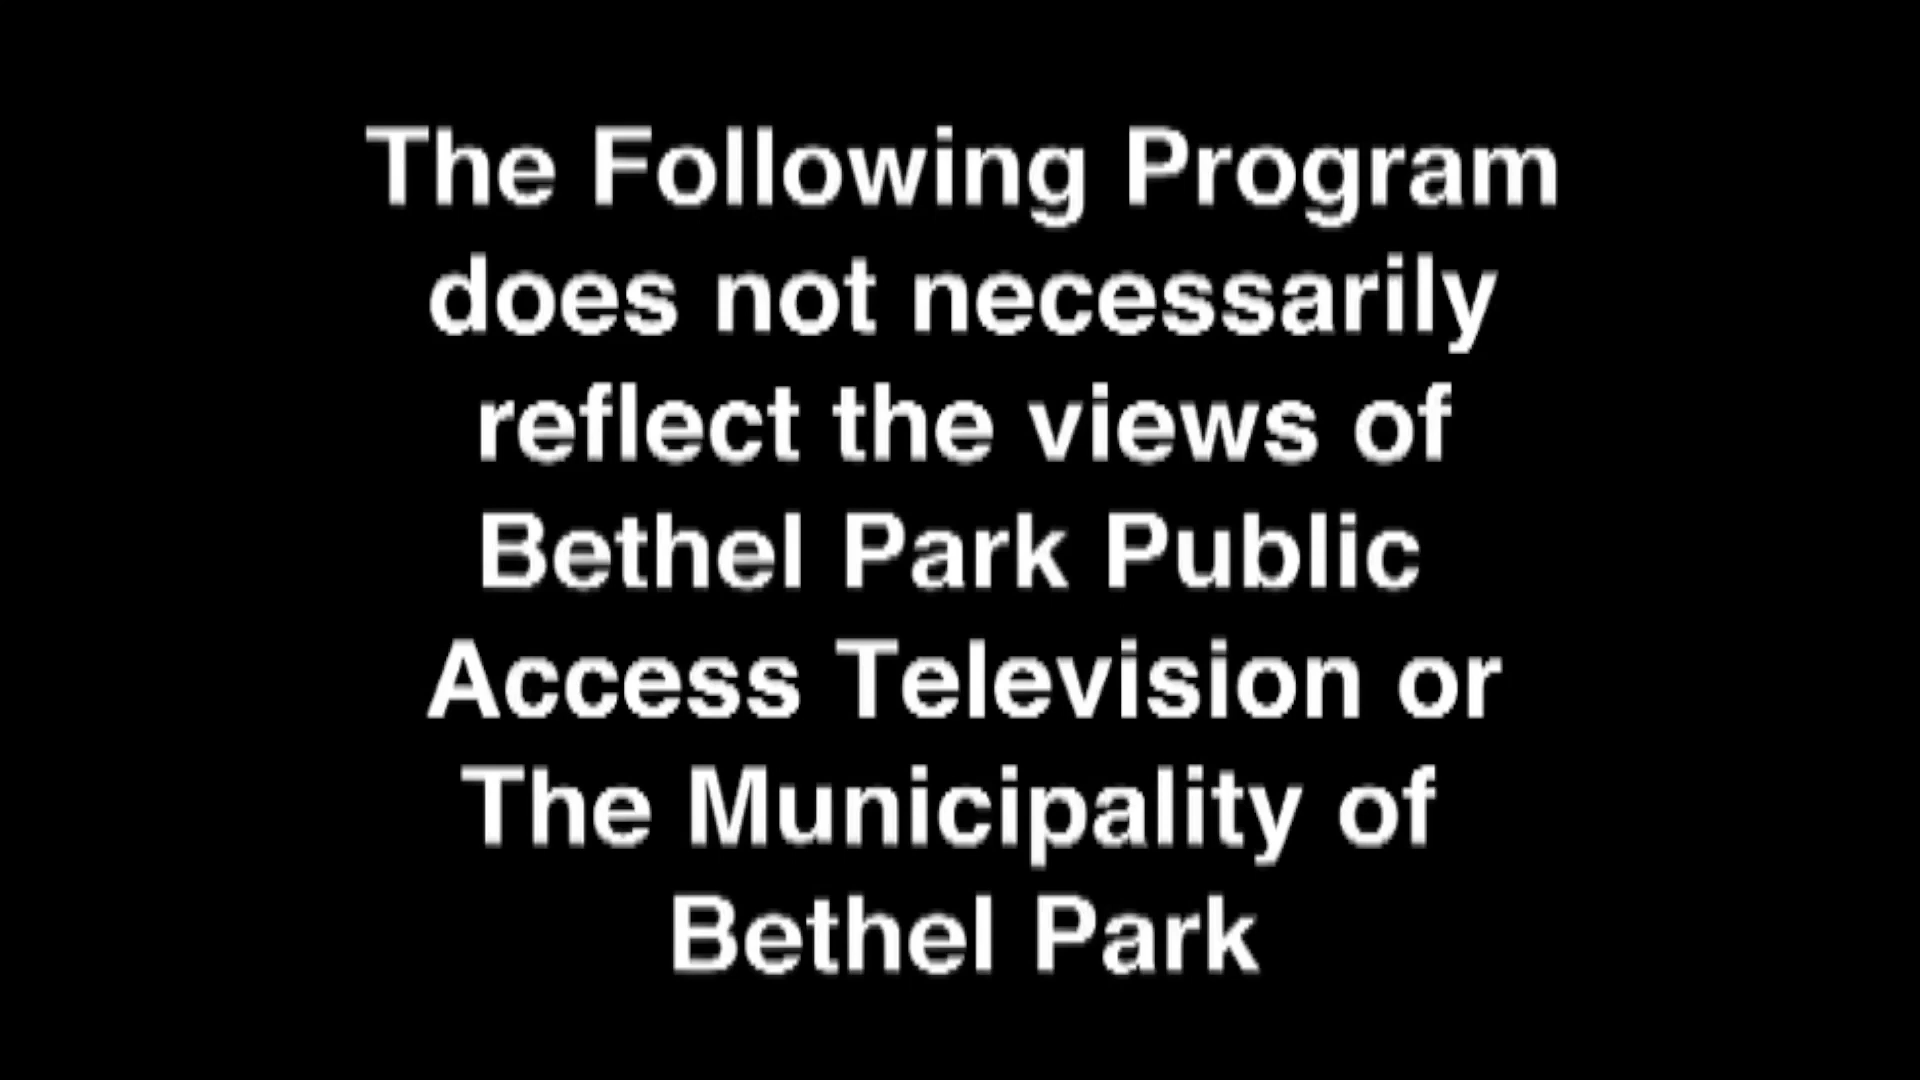 The Following Program
does not necessarily
reflect the views of
Bethel Park Public
Access Television or
The Municipality of
Bethel Park